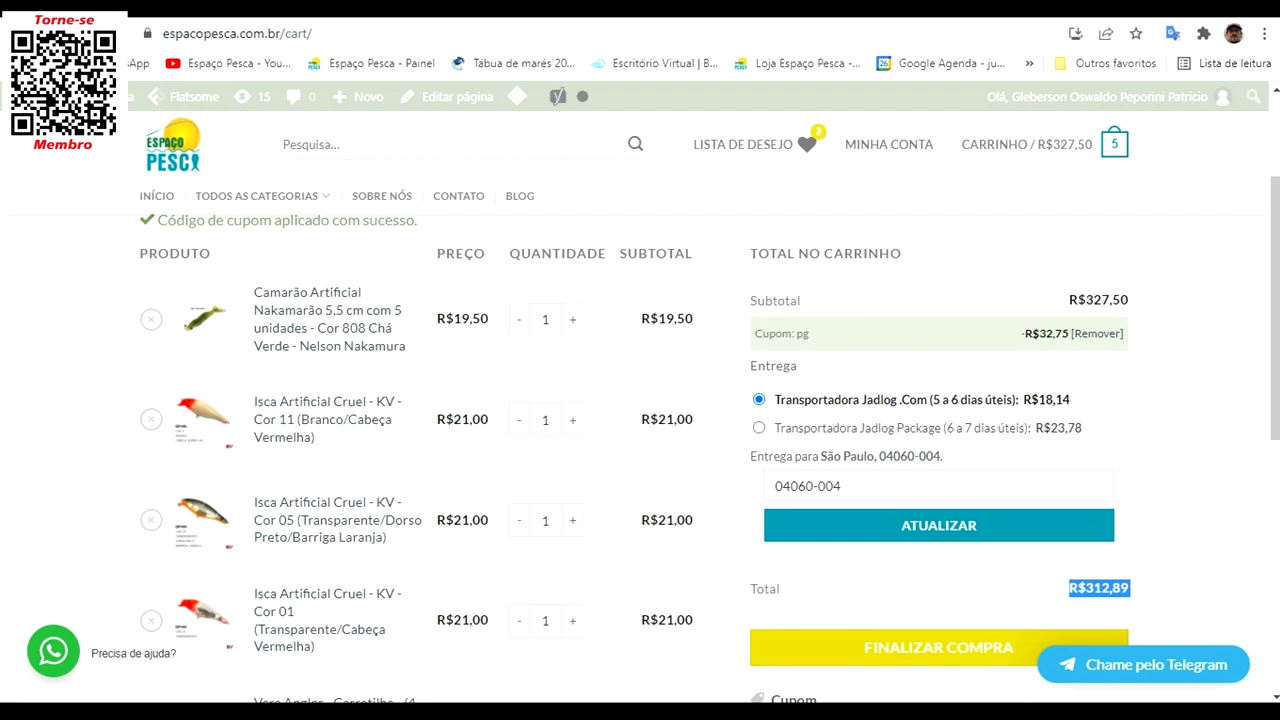 Torne-se
Membro
espacopesca.com.br/cart/
App
Espaço Pesca - You...
Espaço Pesca - Painel
Tábua de marés 20...
Escritório Virtual | B...
Loja Espaço Pesca -...
Google Agenda - ju...
»
Outros favoritos
Lista de leitura
Flatsome
15
0
Novo
Editar página
Olá, Gleberson Oswaldo Peporini Patricio
ESPAÇO
PESCA
Pesquisa...
LISTA DE DESEJO
2
MINHA CONTA
CARRINHO / R$327,50
5
INÍCIO
TODOS AS CATEGORIAS
SOBRE NÓS
CONTATO
BLOG
Código de cupom aplicado com sucesso.
PRODUTO PREÇO QUANTIDADE SUBTOTAL
Camarão Artificial
Nakamarão 5,5 cm com 5
unidades - Cor 808 Chá
Verde - Nelson Nakamura
R$19,50 - 1 + R$19,50
Isca Artificial Cruel - KV -
Cor 11 (Branco/Cabeça
Vermelha)
R$21,00 - 1 + R$21,00
Isca Artificial Cruel - KV -
Cor 05 (Transparente/Dorso
Preto/Barriga Laranja)
R$21,00 - 1 + R$21,00
Isca Artificial Cruel - KV -
Cor 01
(Transparente/Cabeça
Vermelha)
R$21,00 - 1 + R$21,00
TOTAL NO CARRINHO
Subtotal R$327,50
Cupom: pg -R$32,75 [Remover]
Entrega
Transportadora Jadlog .Com (5 a 6 dias úteis): R$18,14
Transportadora Jadlog Package (6 a 7 dias úteis): R$23,78
Entrega para São Paulo, 04060-004.
04060-004
ATUALIZAR
Total R$312,89
FINALIZAR COMPRA
Cupom
Precisa de ajuda?
Chame pelo Telegram